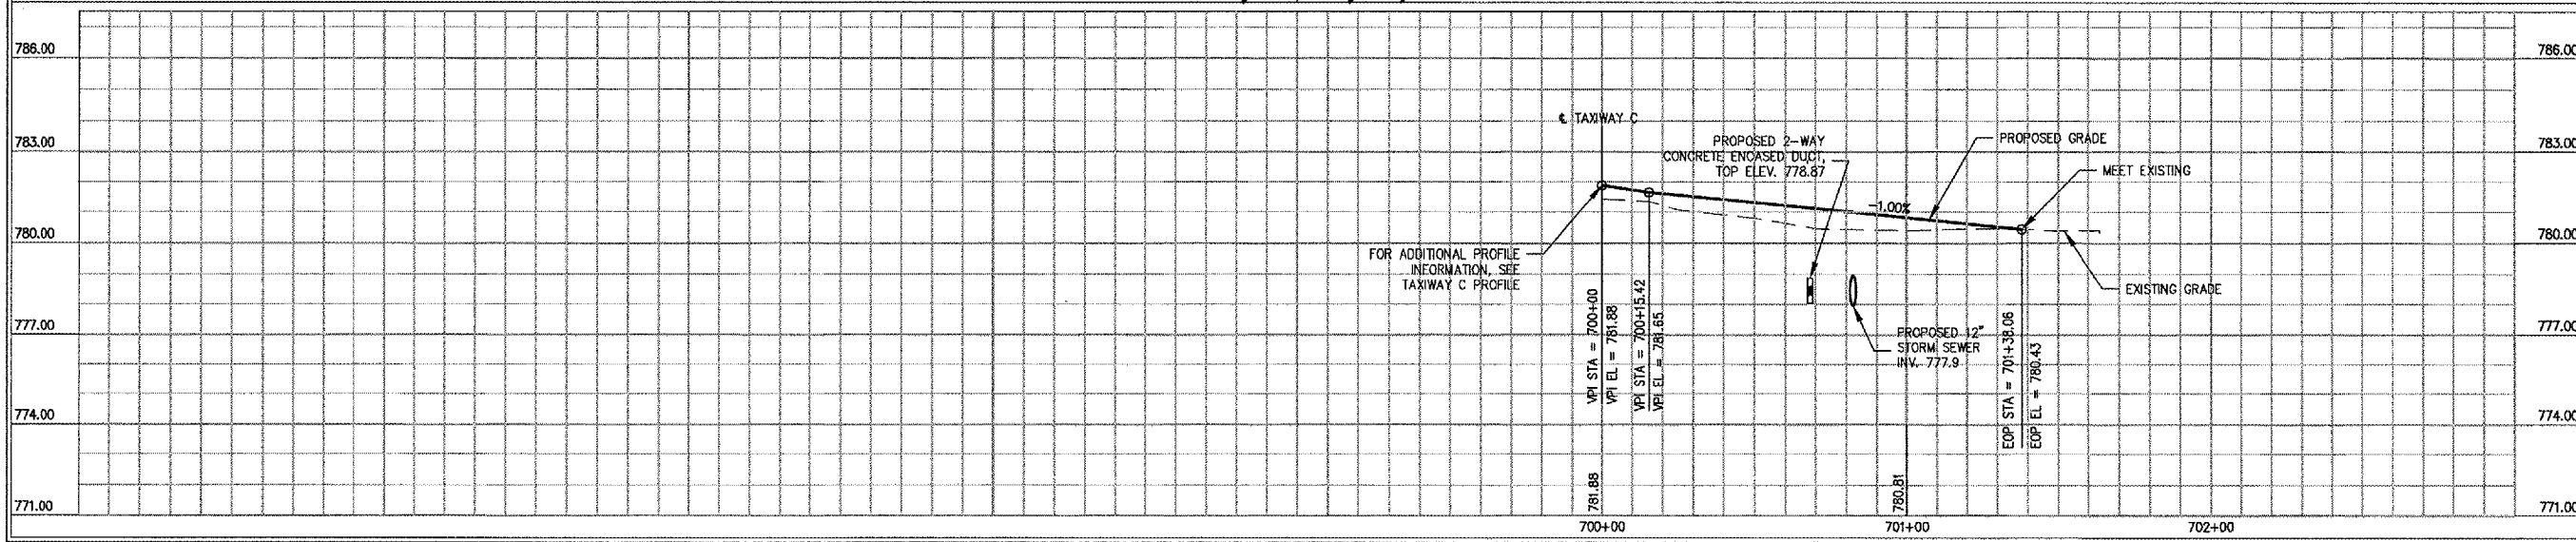 786.00
786.00
℄ TAXIWAY C
783.00
PROPOSED 2-WAY
CONCRETE ENCASED DUCT,
TOP ELEV. 778.87
PROPOSED GRADE
783.00
MEET EXISTING
-1.00%
780.00
FOR ADDITIONAL PROFILE
INFORMATION, SEE
TAXIWAY C PROFILE
780.00
EXISTING GRADE
777.00
VPI STA = 700+00
VPI EL = 781.88
VPI STA = 700+15.42
VPI EL = 781.65
PROPOSED 12"
STORM SEWER
INV. 777.9
EOP STA = 701+38.06
EOP EL = 780.43
777.00
774.00
774.00
781.88
780.81
771.00
771.00
700+00
701+00
702+00